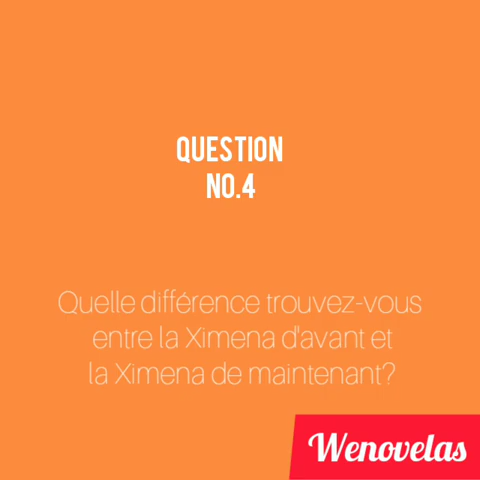 QUESTION
NO.4
Quelle différence trouvez-vous
entre la Ximena d'avant et
la Ximena de maintenant?
Wenovelas